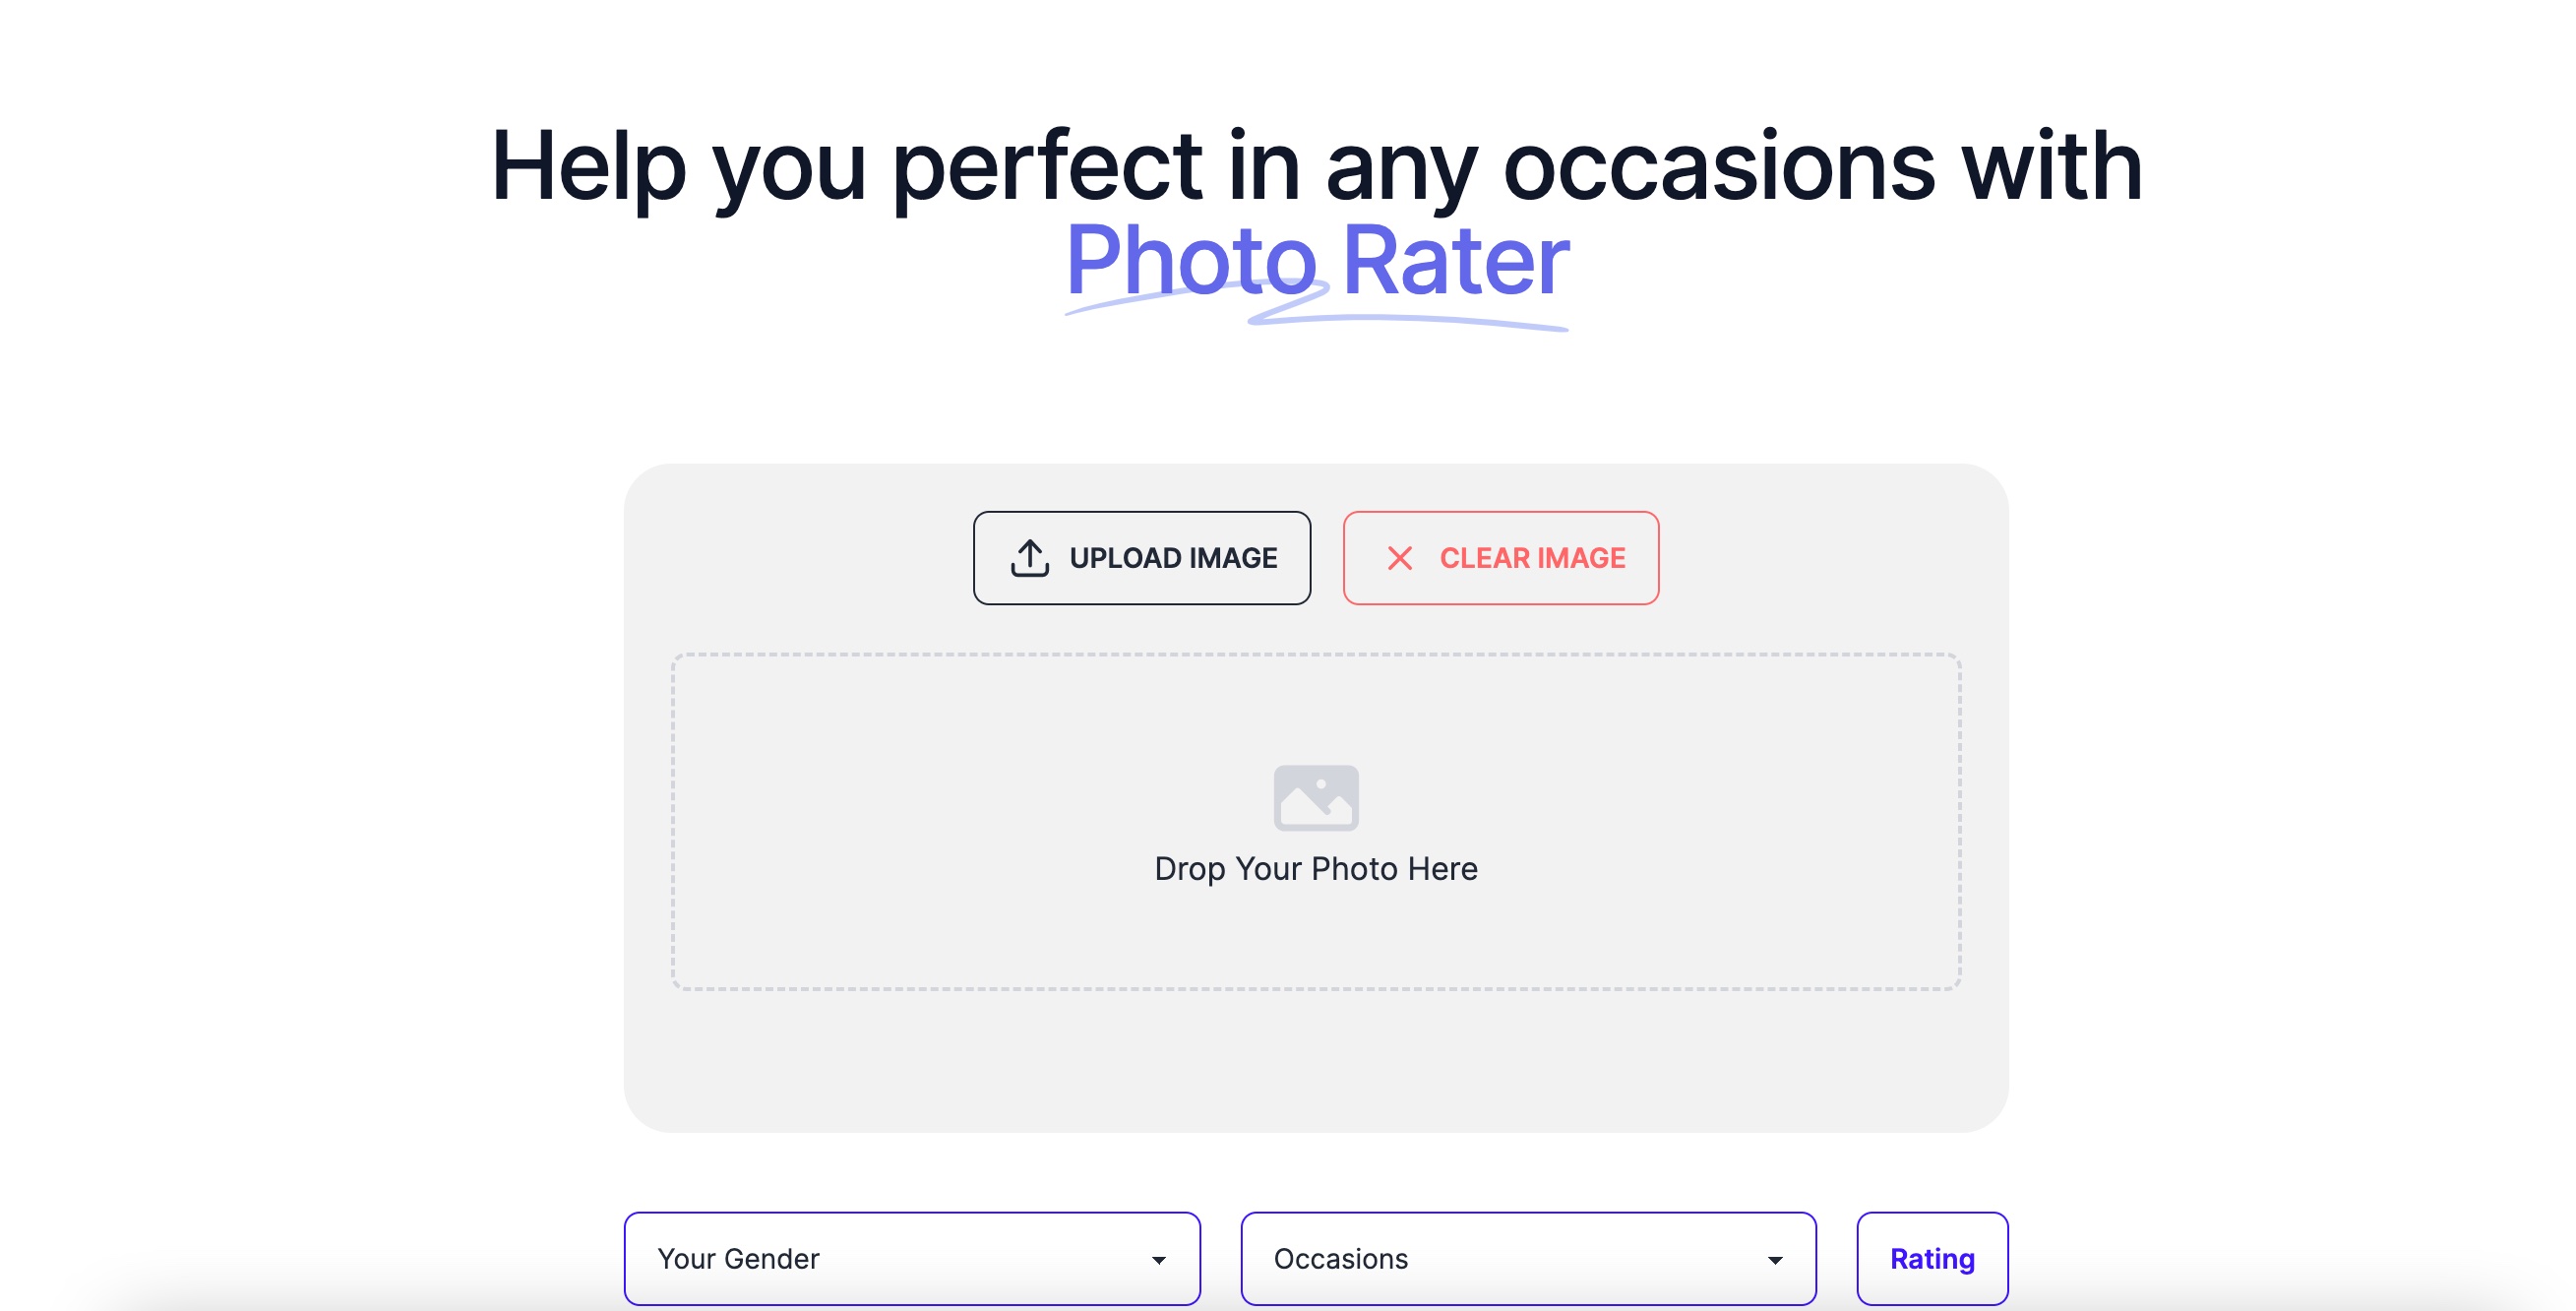 Help you perfect in any occasions with
Photo Rater
UPLOAD IMAGE
CLEAR IMAGE
Drop Your Photo Here
Your Gender
Occasions
Rating